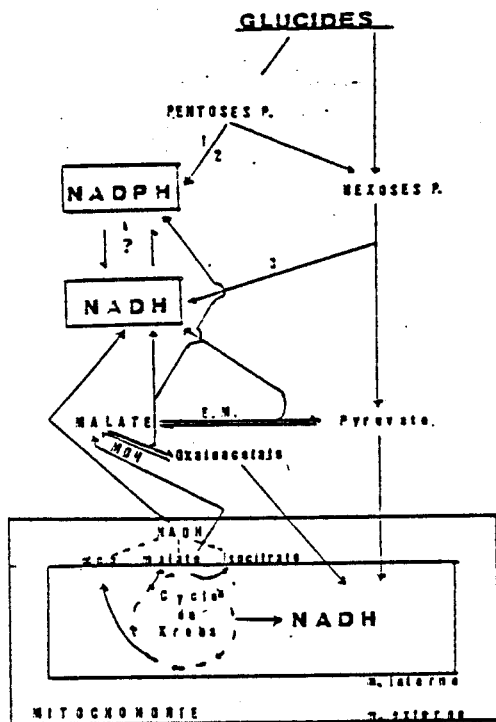 GLUCIDES
PENTOSES P.
1
2
NADPH
HEXOSES P.
?
3
NADH
E.M.
MALATE
Pyruvate.
MDH
Oxaloacetate
NADH
malate isocitrate
Cycle
de
Krebs
NADH
m. interne
MITOCHONDRIE
m. externe